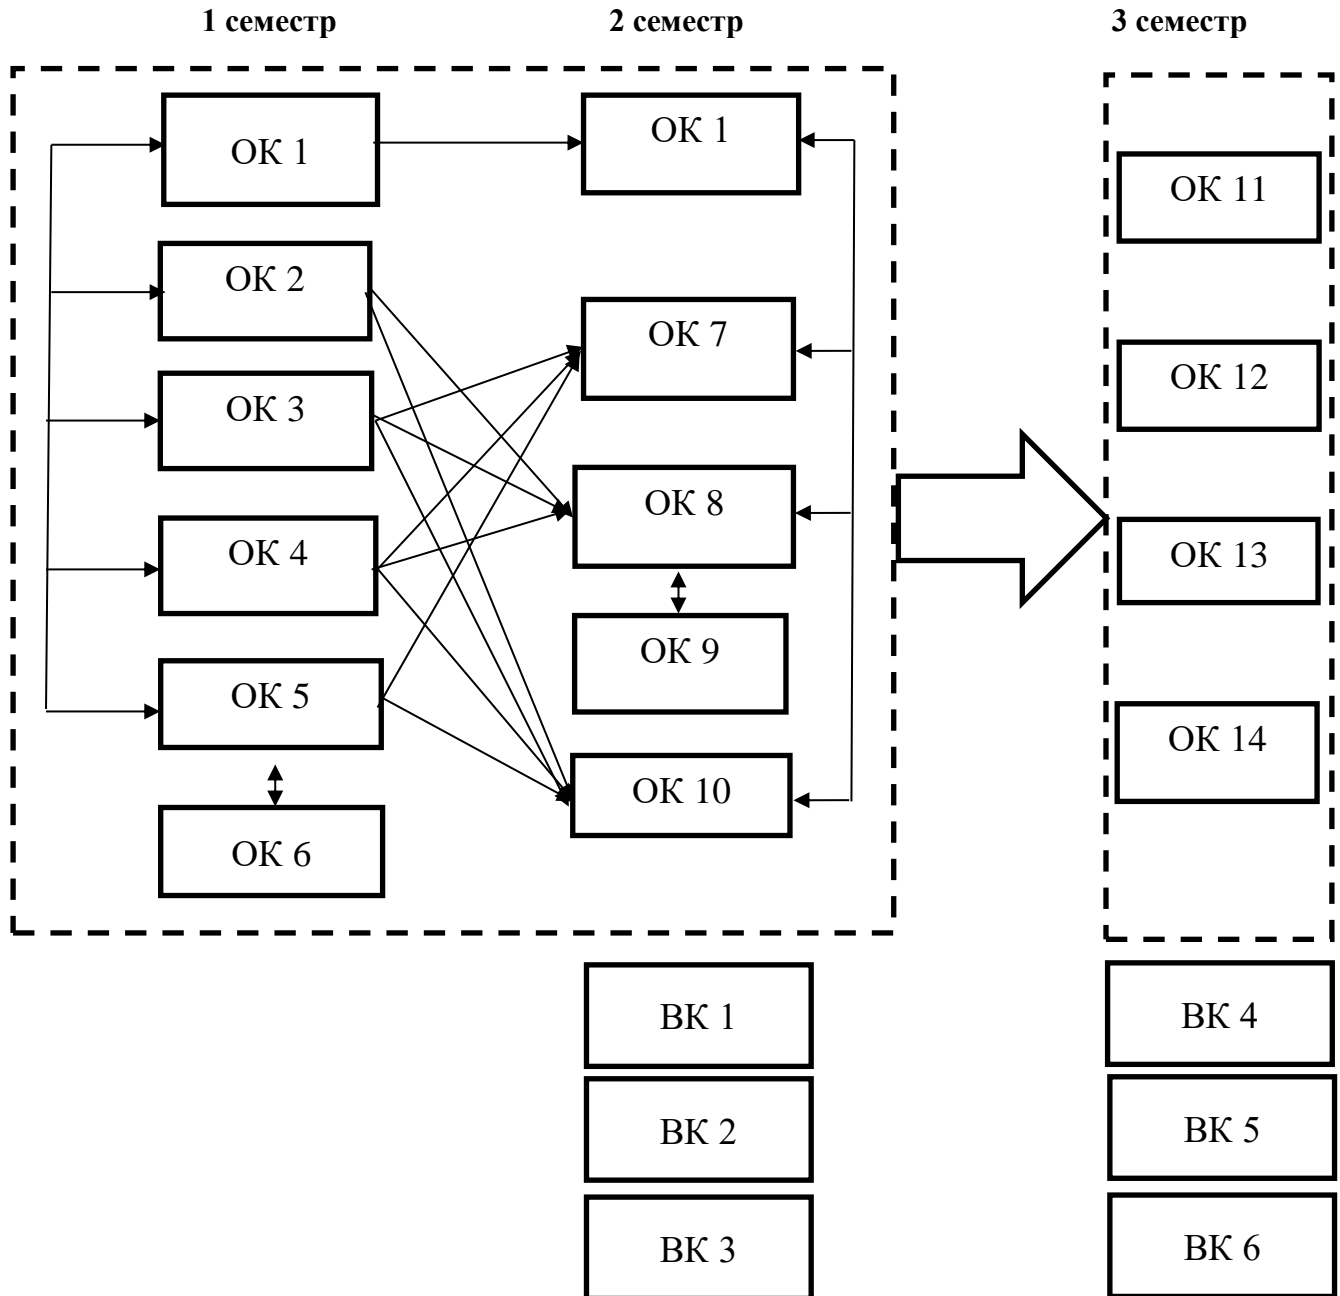 1 семестр
2 семестр
3 семестр
ОК 1
ОК 2
ОК 3
ОК 4
ОК 5
ОК 6
ОК 1
ОК 7
ОК 8
ОК 9
ОК 10
ВК 1
ВК 2
ВК 3
ОК 11
ОК 12
ОК 13
ОК 14
ВК 4
ВК 5
ВК 6